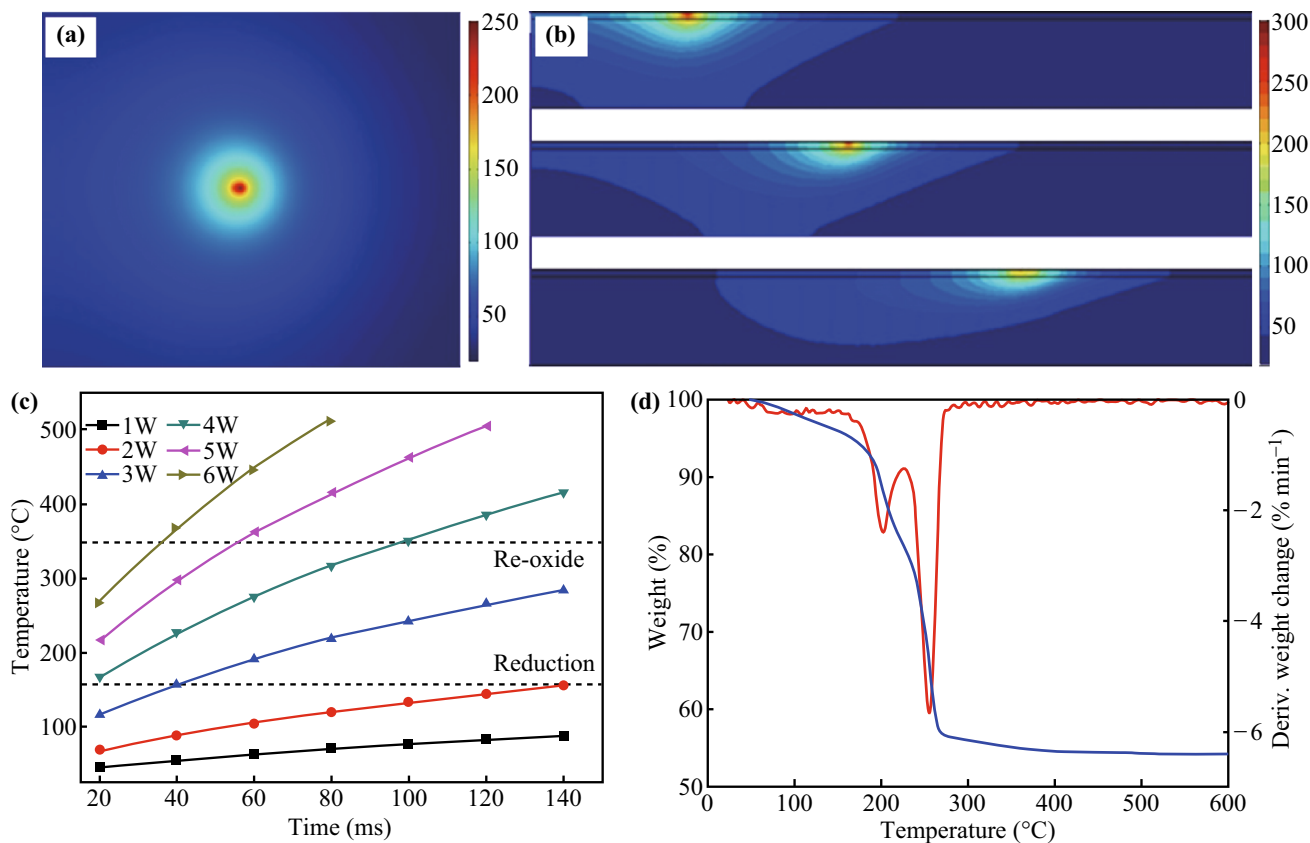 (a)
250
200
150
100
50
(b)
300
250
200
150
100
50
(c)
1W 4W
2W 5W
3W 6W
500
400
300
200
100
Temperature (°C)
Re-oxide
Reduction
20 40 60 80 100 120 140
Time (ms)
(d)
100
90
80
70
60
50
Weight (%)
0
−2
−4
−6
Deriv. weight change (% min⁻¹)
0 100 200 300 400 500 600
Temperature (°C)